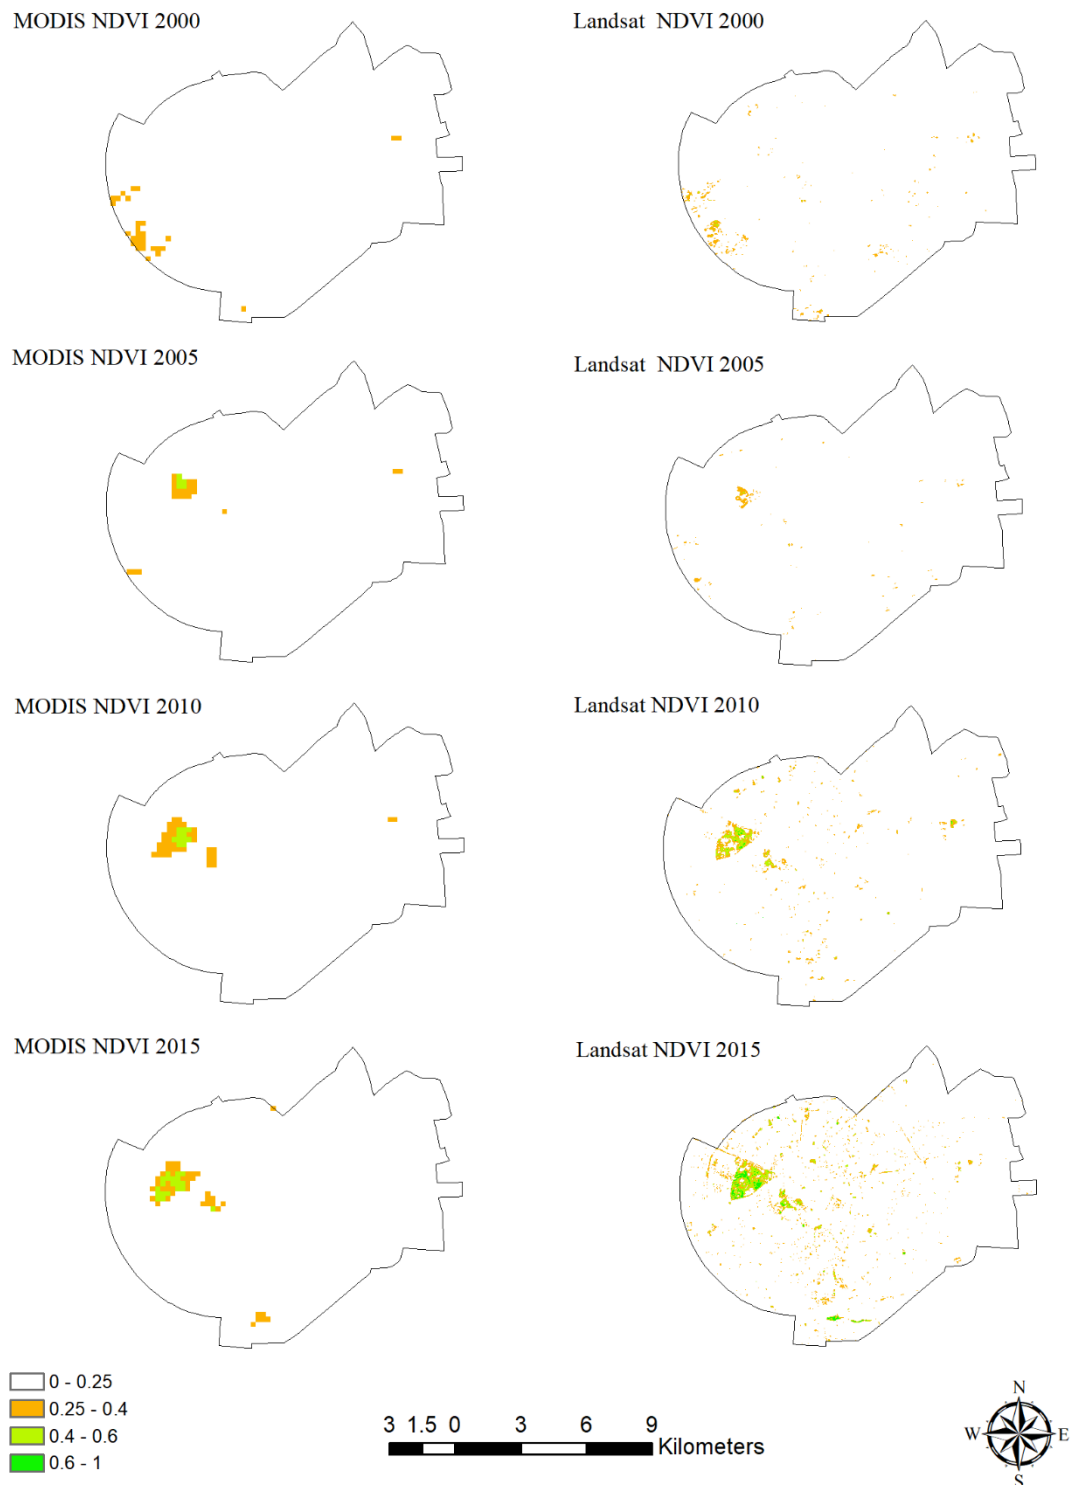 MODIS NDVI 2000
Landsat NDVI 2000
MODIS NDVI 2005
Landsat NDVI 2005
MODIS NDVI 2010
Landsat NDVI 2010
MODIS NDVI 2015
Landsat NDVI 2015
0 - 0.25
0.25 - 0.4
0.4 - 0.6
0.6 - 1
3 1.5 0 3 6 9
Kilometers
N
W E
S